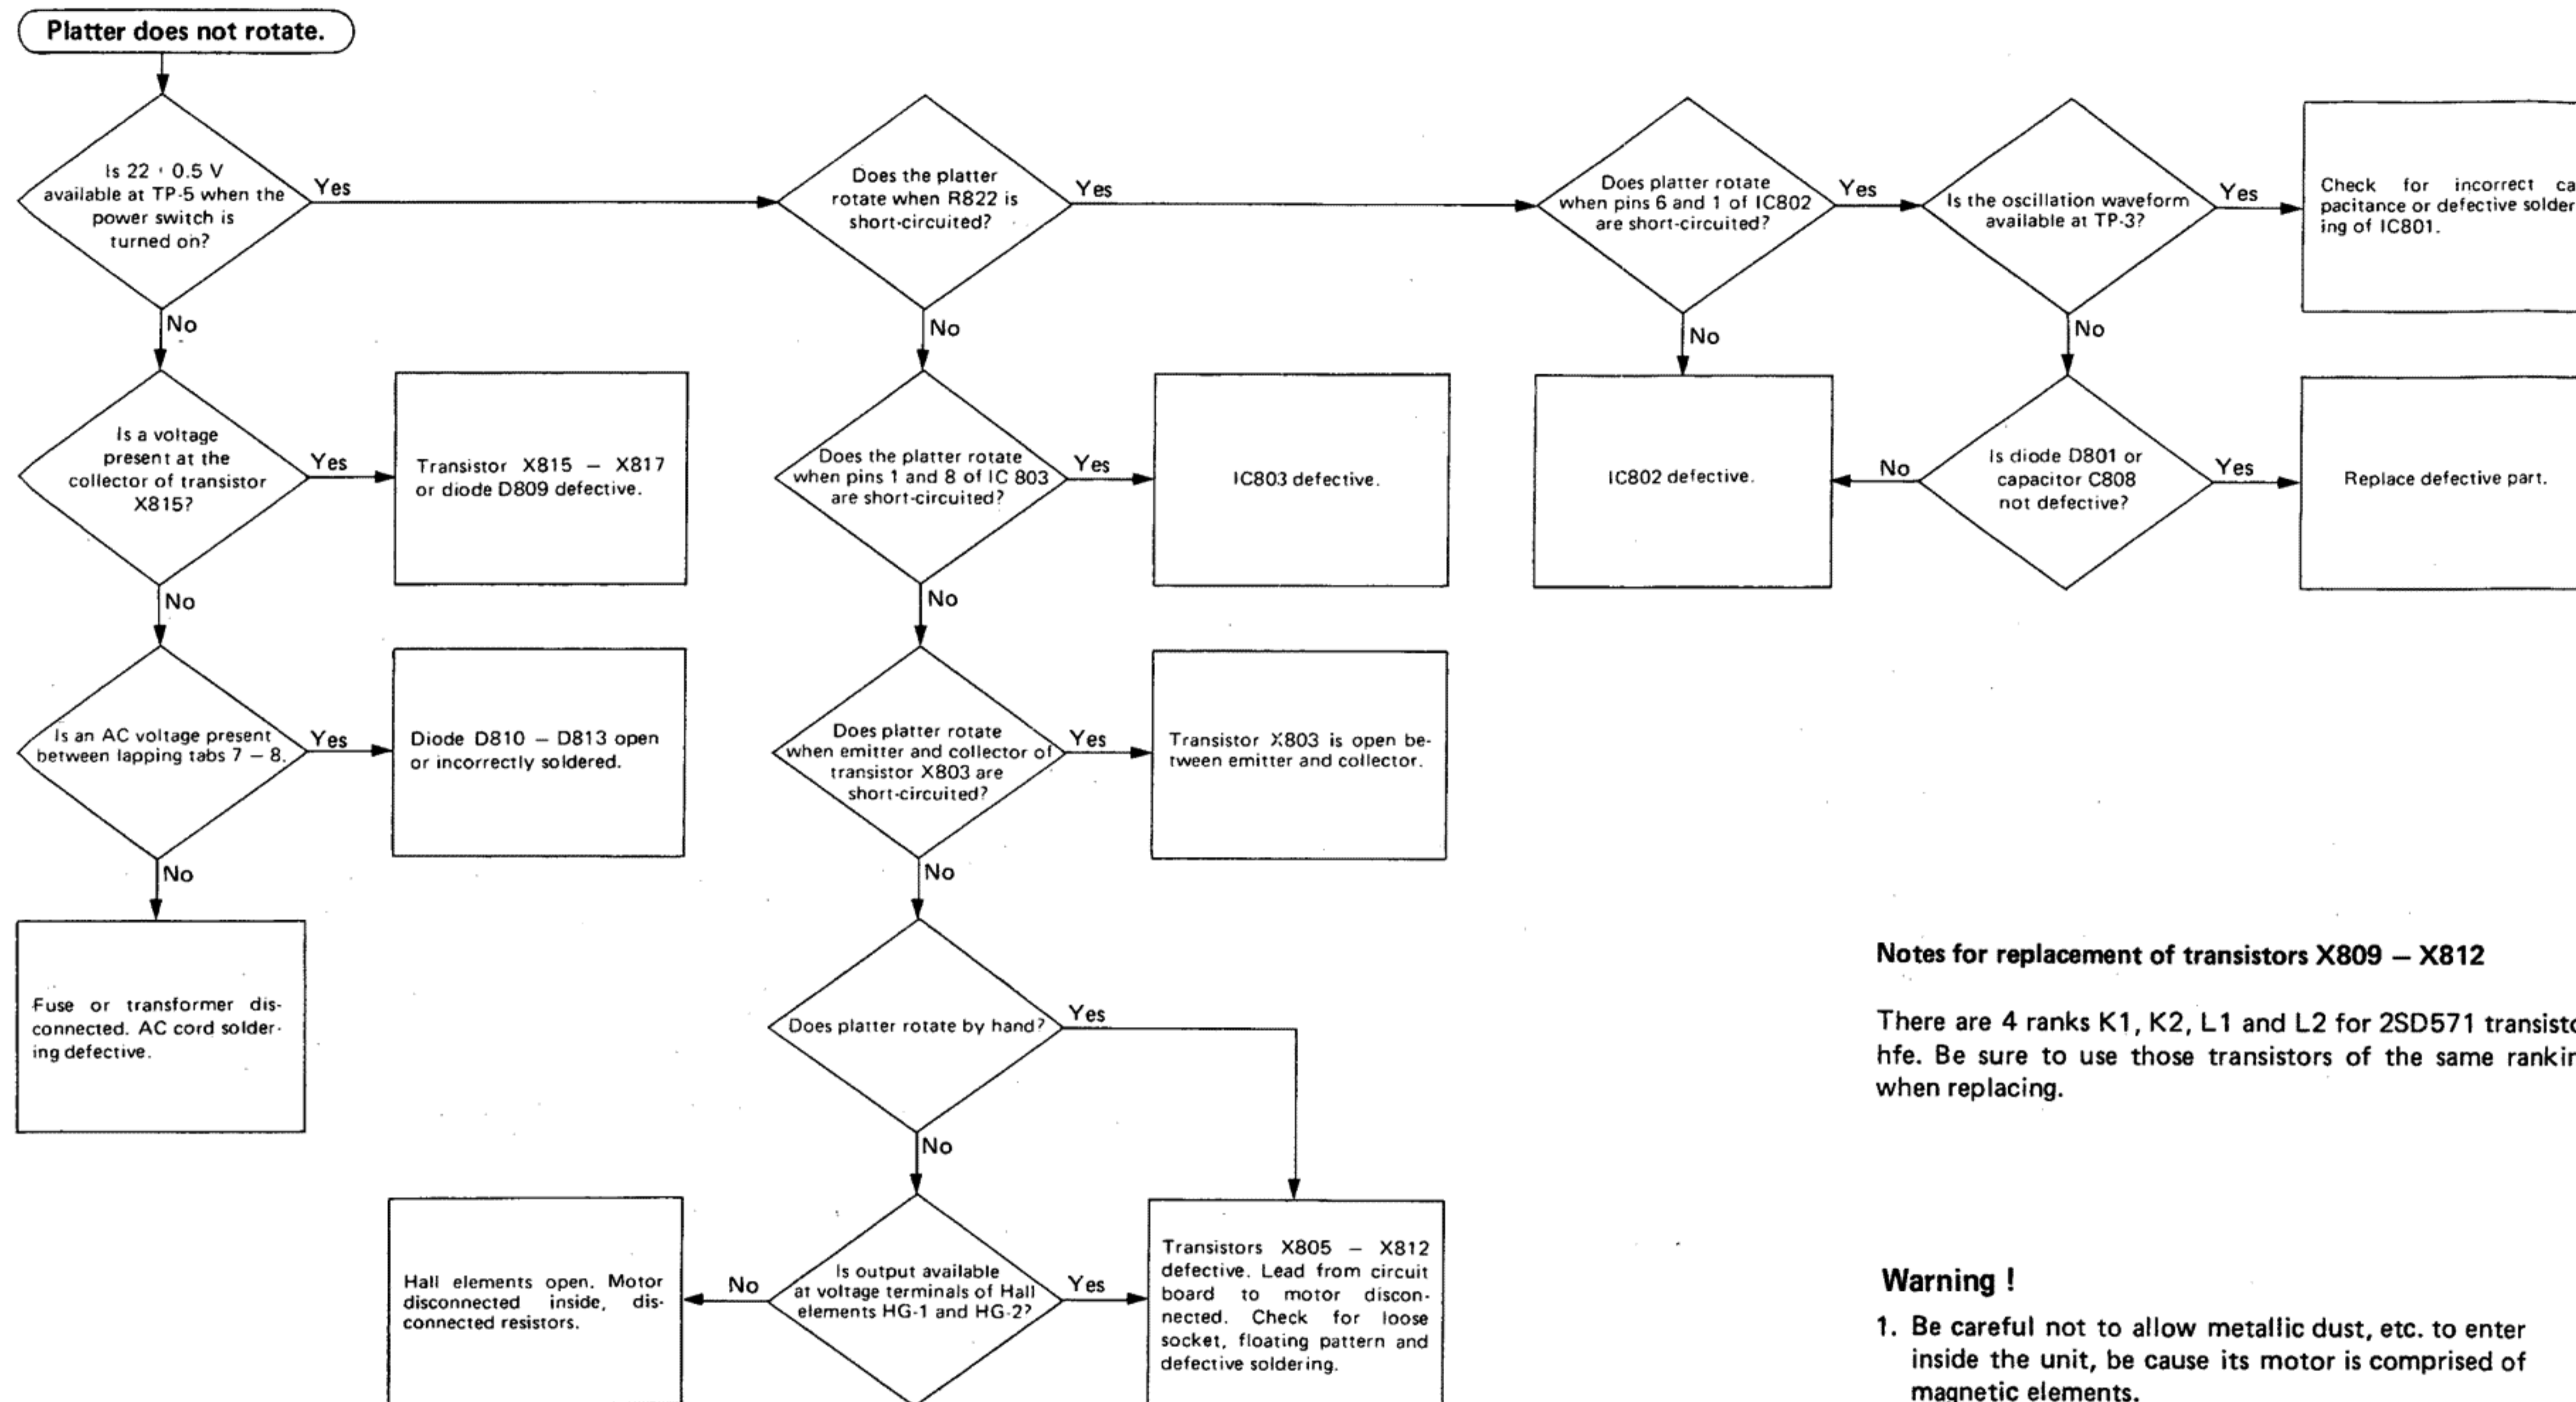 Platter does not rotate.
Is 22 · 0.5 V
available at TP-5 when the
power switch is
turned on?
Yes
No
Does the platter
rotate when R822 is
short-circuited?
Yes
No
Does platter rotate
when pins 6 and 1 of IC802
are short-circuited?
Yes
No
Is the oscillation waveform
available at TP-3?
Yes
No
Check for incorrect ca
pacitance or defective solder
ing of IC801.
Is a voltage
present at the
collector of transistor
X815?
Yes
No
Transistor X815 — X817
or diode D809 defective.
Does the platter rotate
when pins 1 and 8 of IC 803
are short-circuited?
Yes
No
IC803 defective.
IC802 defective.
No
Is diode D801 or
capacitor C808
not defective?
Yes
Replace defective part.
Is an AC voltage present
between lapping tabs 7 — 8.
Yes
No
Diode D810 — D813 open
or incorrectly soldered.
Does platter rotate
when emitter and collector of
transistor X803 are
short-circuited?
Yes
No
Transistor X803 is open be-
tween emitter and collector.
Fuse or transformer dis-
connected. AC cord solder-
ing defective.
Does platter rotate by hand?
Yes
No
Hall elements open. Motor
disconnected inside, dis-
connected resistors.
No
Is output available
at voltage terminals of Hall
elements HG-1 and HG-2?
Yes
Transistors X805 — X812
defective. Lead from circuit
board to motor discon-
nected. Check for loose
socket, floating pattern and
defective soldering.
Notes for replacement of transistors X809 — X812
There are 4 ranks K1, K2, L1 and L2 for 2SD571 transisto
hfe. Be sure to use those transistors of the same rankin
when replacing.
Warning !
1. Be careful not to allow metallic dust, etc. to enter
inside the unit, be cause its motor is comprised of
magnetic elements.